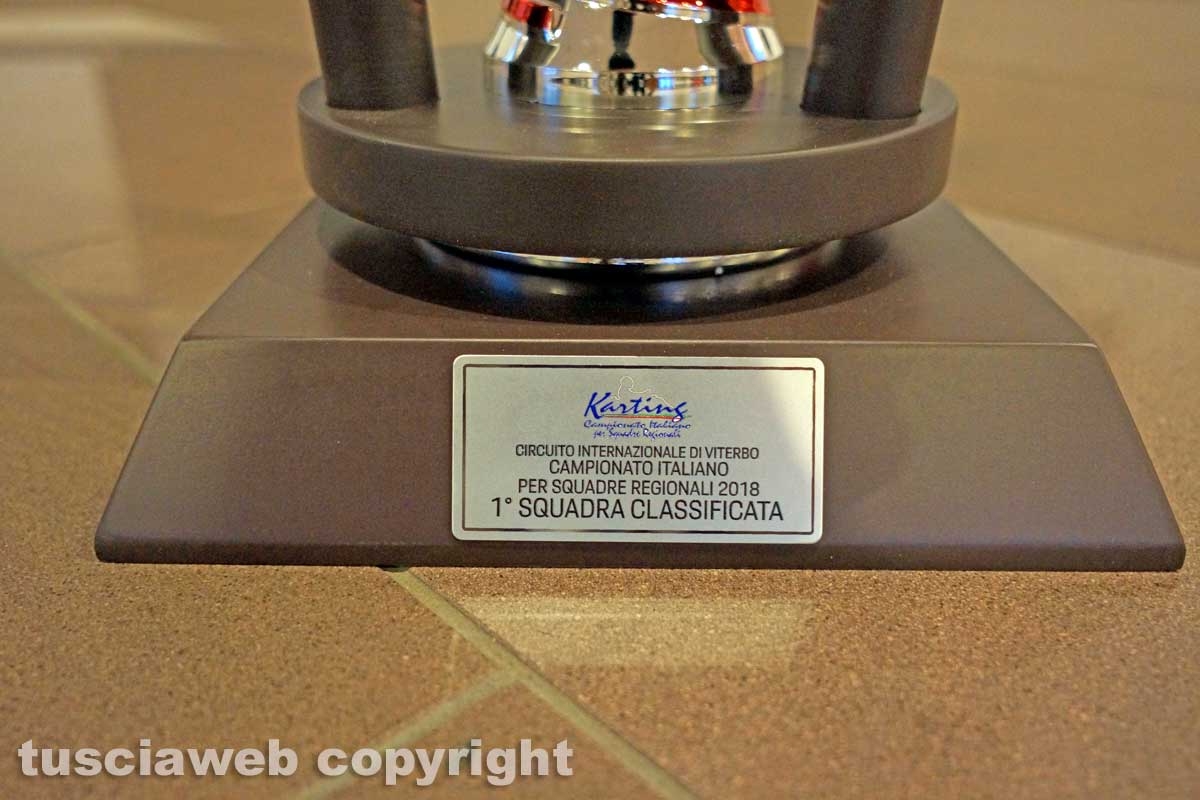 Karting
Campionato Italiano
per Squadre Regionali
CIRCUITO INTERNAZIONALE DI VITERBO
CAMPIONATO ITALIANO
PER SQUADRE REGIONALI 2018
1° SQUADRA CLASSIFICATA
tusciaweb copyright